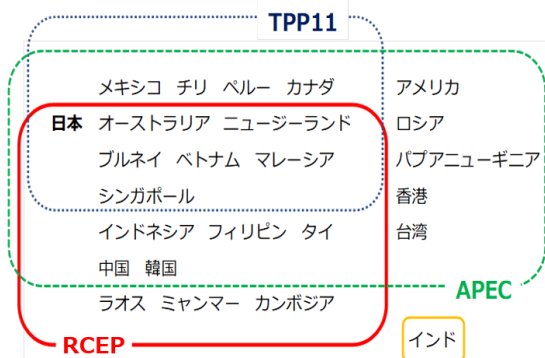 TPP11
メキシコ チリ ペルー カナダ アメリカ
日本 オーストラリア ニュージーランド ロシア
ブルネイ ベトナム マレーシア パプアニューギニア
シンガポール 香港
インドネシア フィリピン タイ 台湾
中国 韓国
APEC
ラオス ミャンマー カンボジア
インド
RCEP